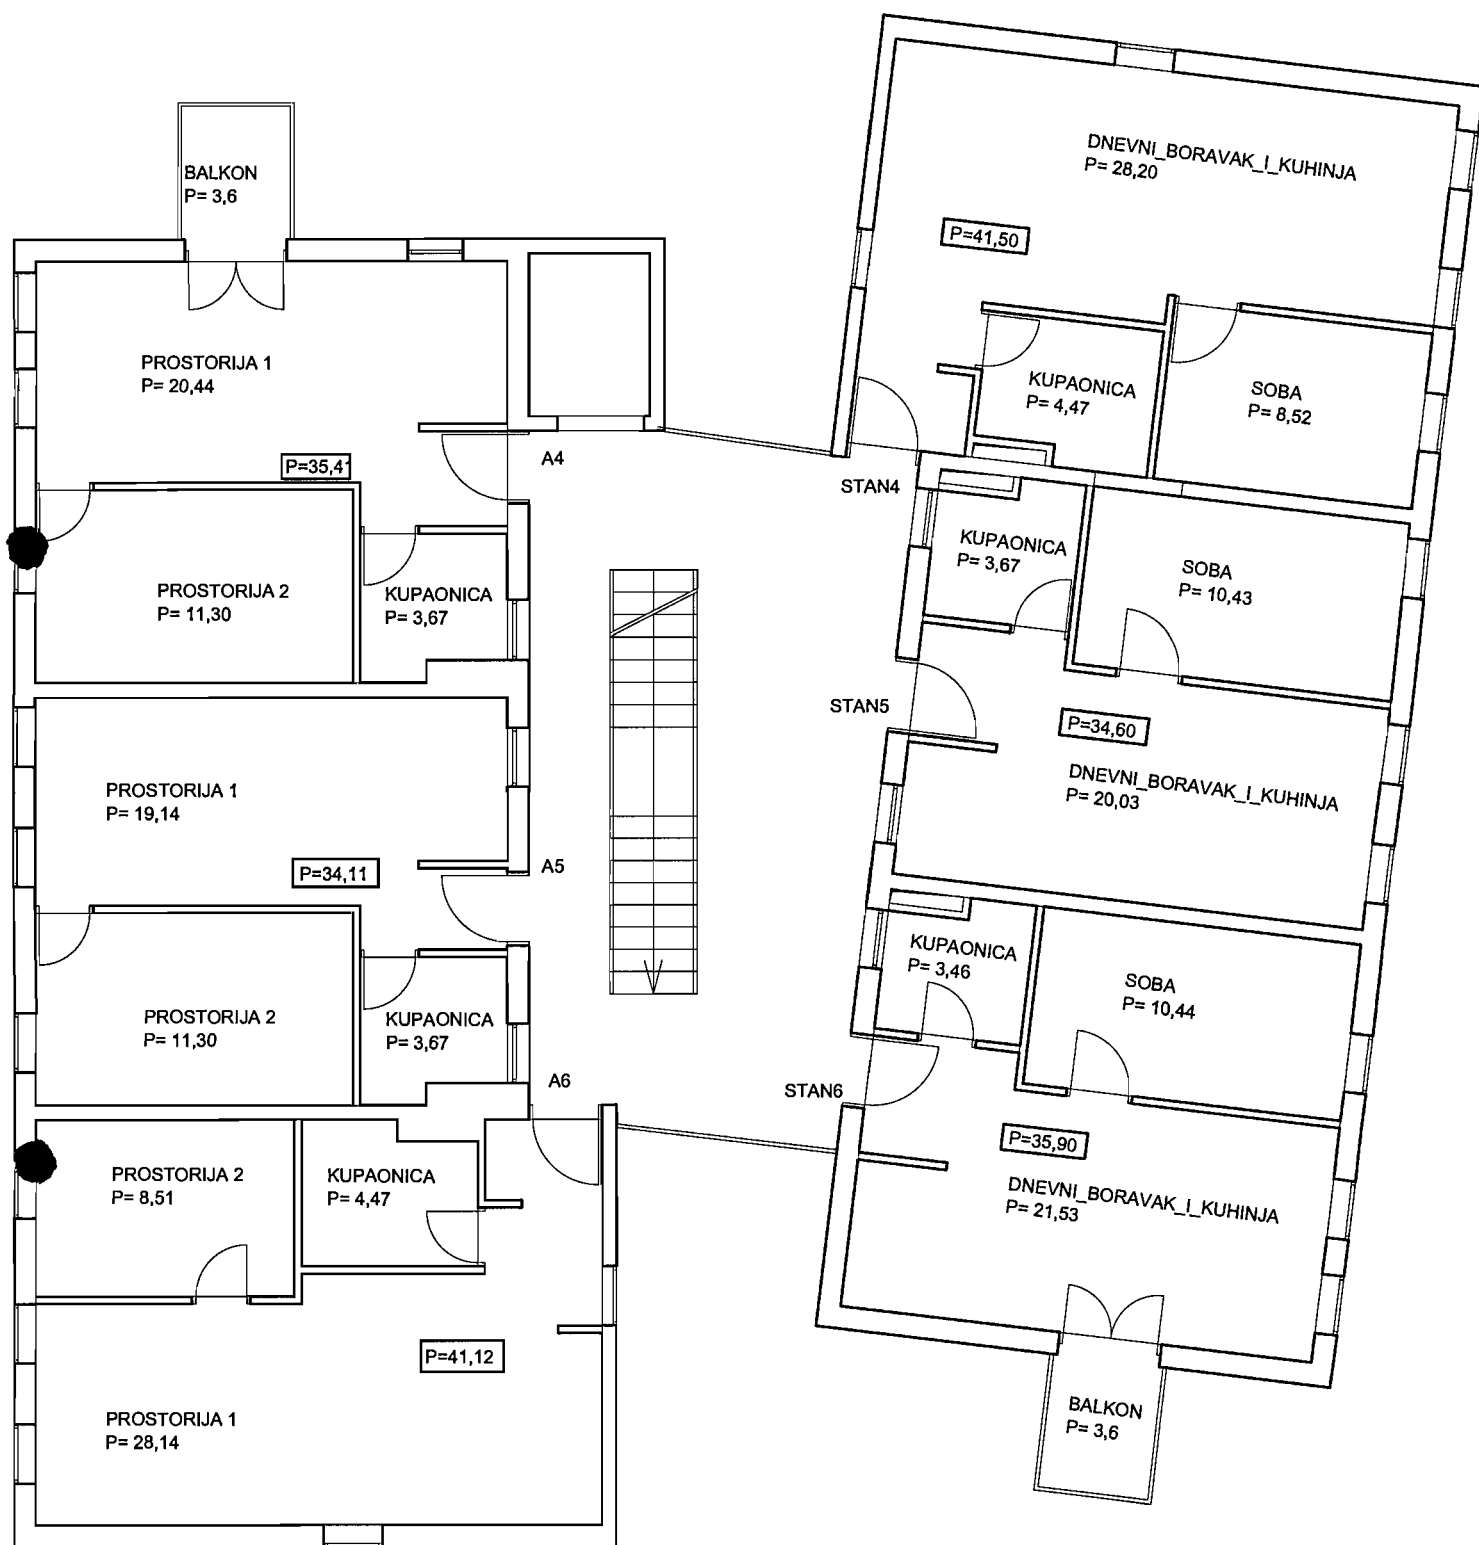 BALKON
P= 3,6
PROSTORIJA 1
P= 20,44
P=35,41
A4
PROSTORIJA 2
P= 11,30
KUPAONICA
P= 3,67
PROSTORIJA 1
P= 19,14
P=34,11
A5
PROSTORIJA 2
P= 11,30
KUPAONICA
P= 3,67
A6
PROSTORIJA 2
P= 8,51
KUPAONICA
P= 4,47
P=41,12
PROSTORIJA 1
P= 28,14
DNEVNI_BORAVAK_I_KUHINJA
P= 28,20
P=41,50
KUPAONICA
P= 4,47
SOBA
P= 8,52
STAN4
KUPAONICA
P= 3,67
SOBA
P= 10,43
STAN5
P=34,60
DNEVNI_BORAVAK_I_KUHINJA
P= 20,03
KUPAONICA
P= 3,46
SOBA
P= 10,44
STAN6
P=35,90
DNEVNI_BORAVAK_I_KUHINJA
P= 21,53
BALKON
P= 3,6